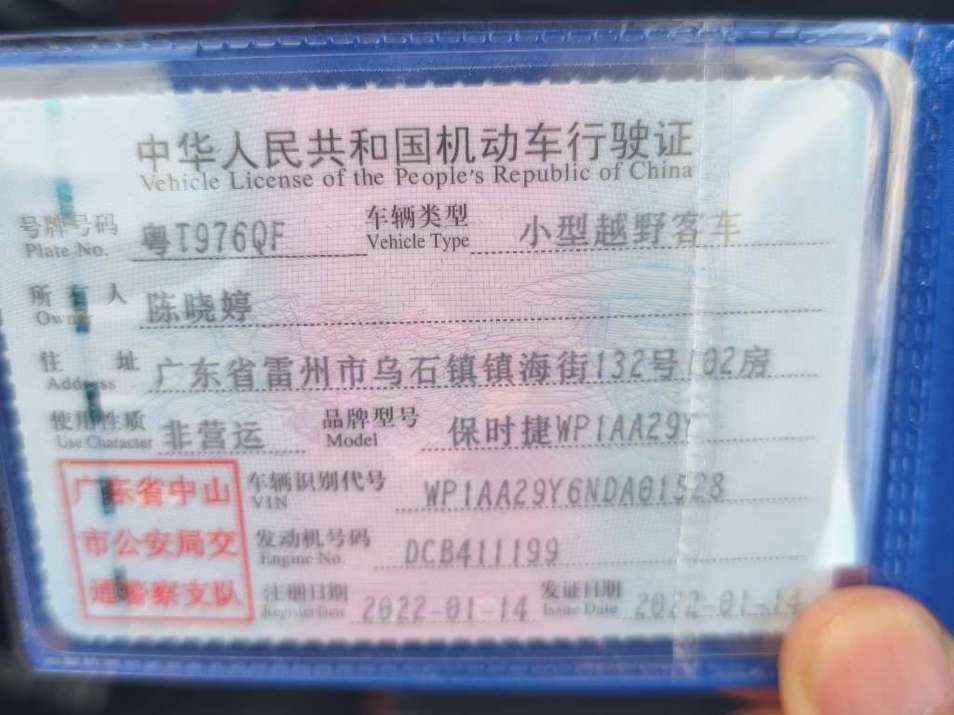 中华人民共和国机动车行驶证
Vehicle License of the People's Republic of China
号牌号码 粤T976QF 车辆类型 小型越野客车
Plate No. Vehicle Type
所有人 陈晓婷
Owner
住址 广东省雷州市乌石镇镇海街132号102房
Address
使用性质 非营运 品牌型号 保时捷WP1AA29Y
Use Character Model
广东省中山
市公安局交
通警察支队
车辆识别代号 WP1AA29Y6NDA01528
VIN
发动机号码 DCB411199
Engine No.
注册日期 2022-01-14 发证日期 2022-01-14
Register Date Issue Date